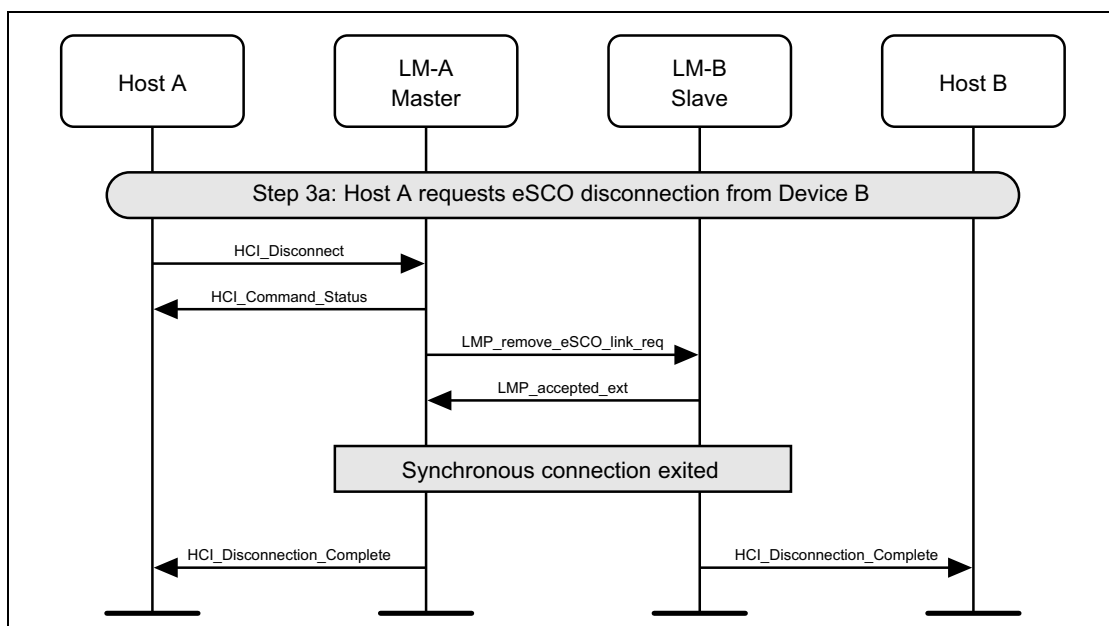 Host A
LM-A
Master
LM-B
Slave
Host B
Step 3a: Host A requests eSCO disconnection from Device B
HCI_Disconnect
HCI_Command_Status
LMP_remove_eSCO_link_req
LMP_accepted_ext
Synchronous connection exited
HCI_Disconnection_Complete
HCI_Disconnection_Complete